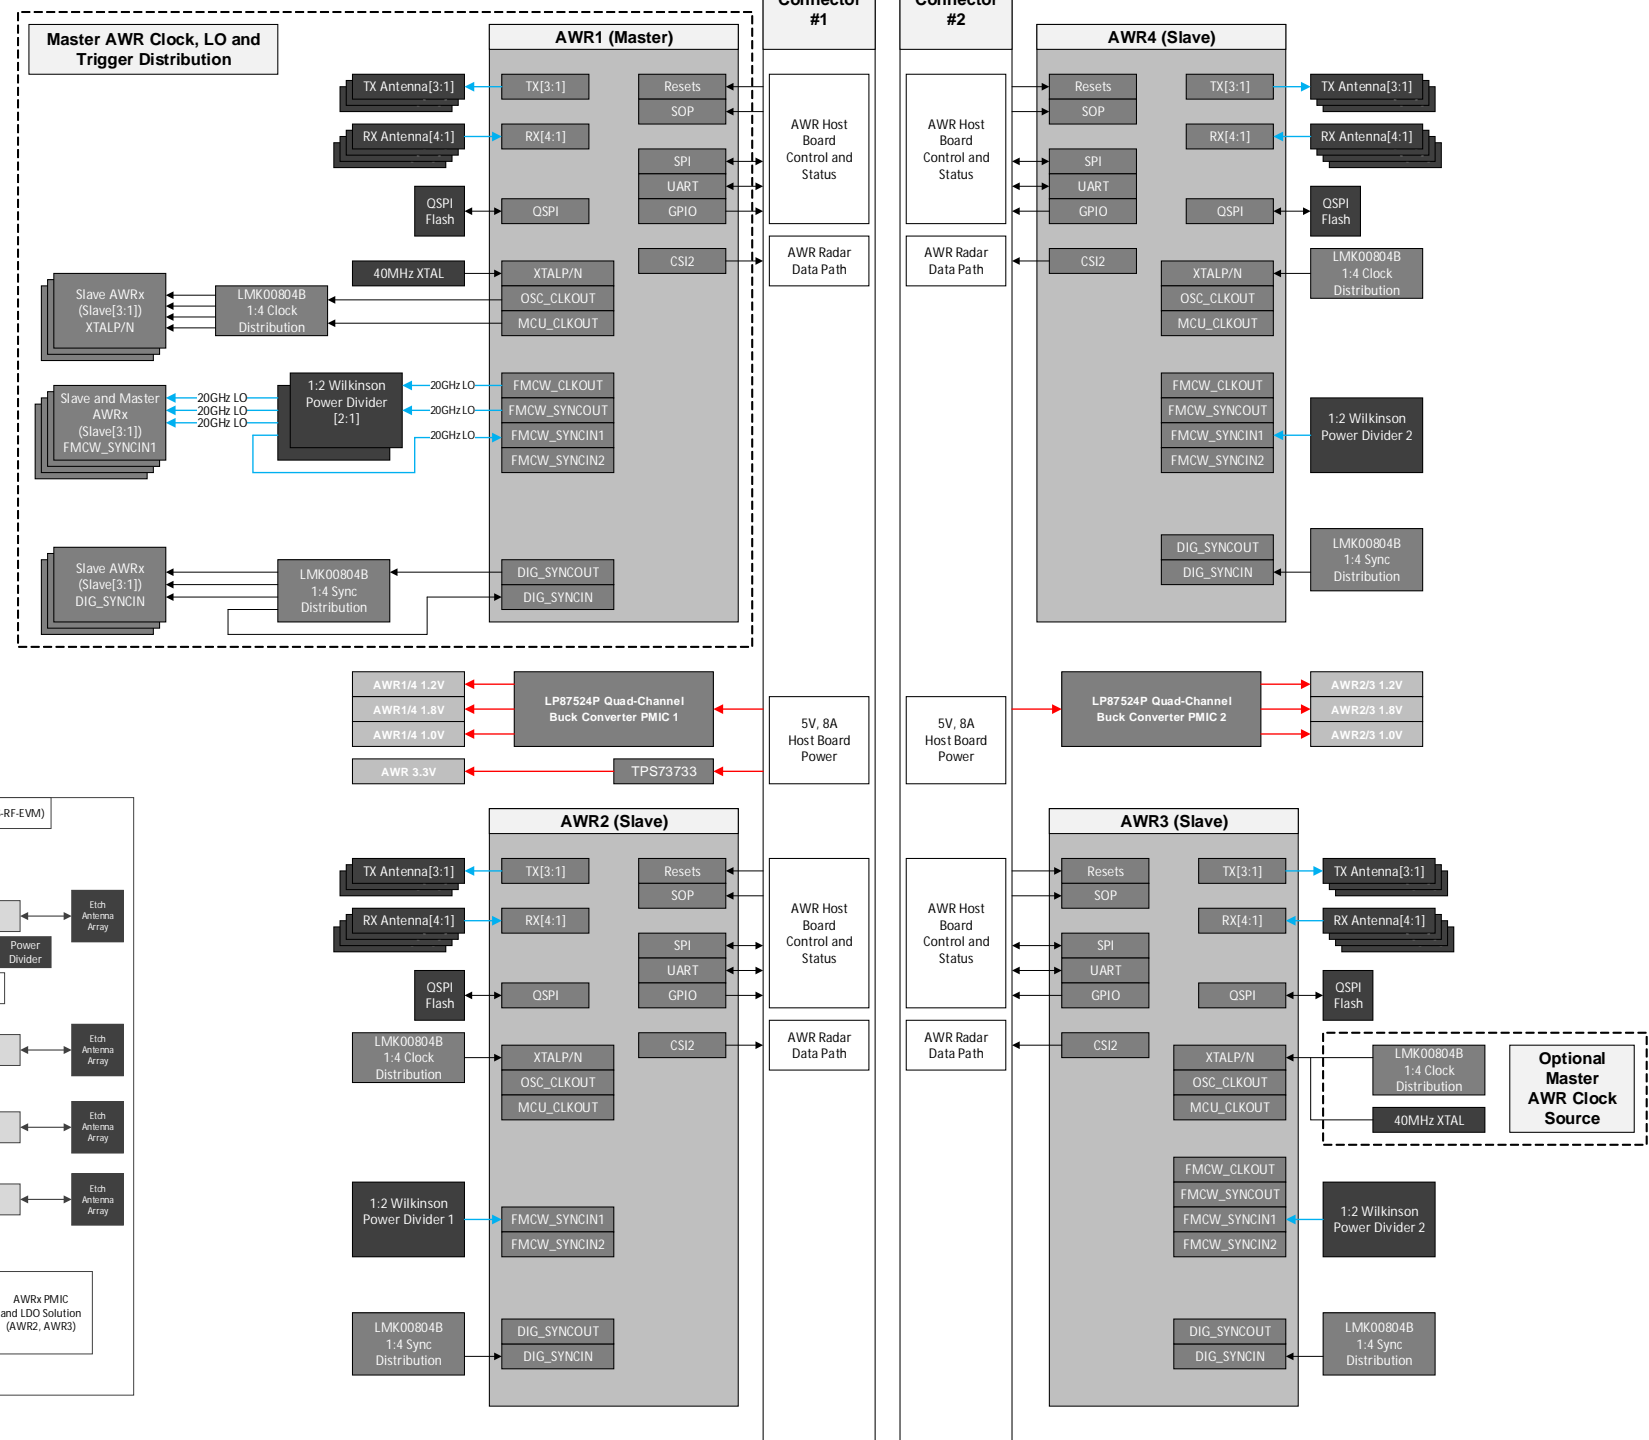 Master AWR Clock, LO and
Trigger Distribution
AWR1 (Master)
TX Antenna[3:1]
RX Antenna[4:1]
QSPI
Flash
40MHz XTAL
TX[3:1]
RX[4:1]
QSPI
XTALP/N
OSC_CLKOUT
MCU_CLKOUT
FMCW_CLKOUT
FMCW_SYNCOUT
FMCW_SYNCIN1
FMCW_SYNCIN2
DIG_SYNCOUT
DIG_SYNCIN
Resets
SOP
SPI
UART
GPIO
CSI2
Slave AWRx
(Slave[3:1])
XTALP/N
LMK00804B
1:4 Clock
Distribution
Slave and Master
AWRx
(Slave[3:1])
FMCW_SYNCIN1
20GHz LO
20GHz LO
20GHz LO
1:2 Wilkinson
Power Divider
[2:1]
20GHz LO
20GHz LO
20GHz LO
Slave AWRx
(Slave[3:1])
DIG_SYNCIN
LMK00804B
1:4 Sync
Distribution
Connector
#1
AWR Host
Board
Control and
Status
AWR Radar
Data Path
Connector
#2
AWR Host
Board
Control and
Status
AWR Radar
Data Path
AWR4 (Slave)
Resets
SOP
SPI
UART
GPIO
CSI2
TX[3:1]
RX[4:1]
QSPI
XTALP/N
OSC_CLKOUT
MCU_CLKOUT
FMCW_CLKOUT
FMCW_SYNCOUT
FMCW_SYNCIN1
FMCW_SYNCIN2
DIG_SYNCOUT
DIG_SYNCIN
TX Antenna[3:1]
RX Antenna[4:1]
QSPI
Flash
LMK00804B
1:4 Clock
Distribution
1:2 Wilkinson
Power Divider 2
LMK00804B
1:4 Sync
Distribution
AWR1/4 1.2V
AWR1/4 1.8V
AWR1/4 1.0V
AWR 3.3V
LP87524P Quad-Channel
Buck Converter PMIC 1
TPS73733
5V, 8A
Host Board
Power
5V, 8A
Host Board
Power
LP87524P Quad-Channel
Buck Converter PMIC 2
AWR2/3 1.2V
AWR2/3 1.8V
AWR2/3 1.0V
-RF-EVM)
Etch
Antenna
Array
Power
Divider
Etch
Antenna
Array
Etch
Antenna
Array
Etch
Antenna
Array
AWRx PMIC
and LDO Solution
(AWR2, AWR3)
AWR2 (Slave)
TX Antenna[3:1]
RX Antenna[4:1]
QSPI
Flash
LMK00804B
1:4 Clock
Distribution
1:2 Wilkinson
Power Divider 1
LMK00804B
1:4 Sync
Distribution
TX[3:1]
RX[4:1]
QSPI
XTALP/N
OSC_CLKOUT
MCU_CLKOUT
FMCW_SYNCIN1
FMCW_SYNCIN2
DIG_SYNCOUT
DIG_SYNCIN
Resets
SOP
SPI
UART
GPIO
CSI2
AWR Host
Board
Control and
Status
AWR Radar
Data Path
AWR Host
Board
Control and
Status
AWR Radar
Data Path
AWR3 (Slave)
Resets
SOP
SPI
UART
GPIO
CSI2
TX[3:1]
RX[4:1]
QSPI
XTALP/N
OSC_CLKOUT
MCU_CLKOUT
FMCW_CLKOUT
FMCW_SYNCOUT
FMCW_SYNCIN1
FMCW_SYNCIN2
DIG_SYNCOUT
DIG_SYNCIN
TX Antenna[3:1]
RX Antenna[4:1]
QSPI
Flash
LMK00804B
1:4 Clock
Distribution
40MHz XTAL
Optional
Master
AWR Clock
Source
1:2 Wilkinson
Power Divider 2
LMK00804B
1:4 Sync
Distribution